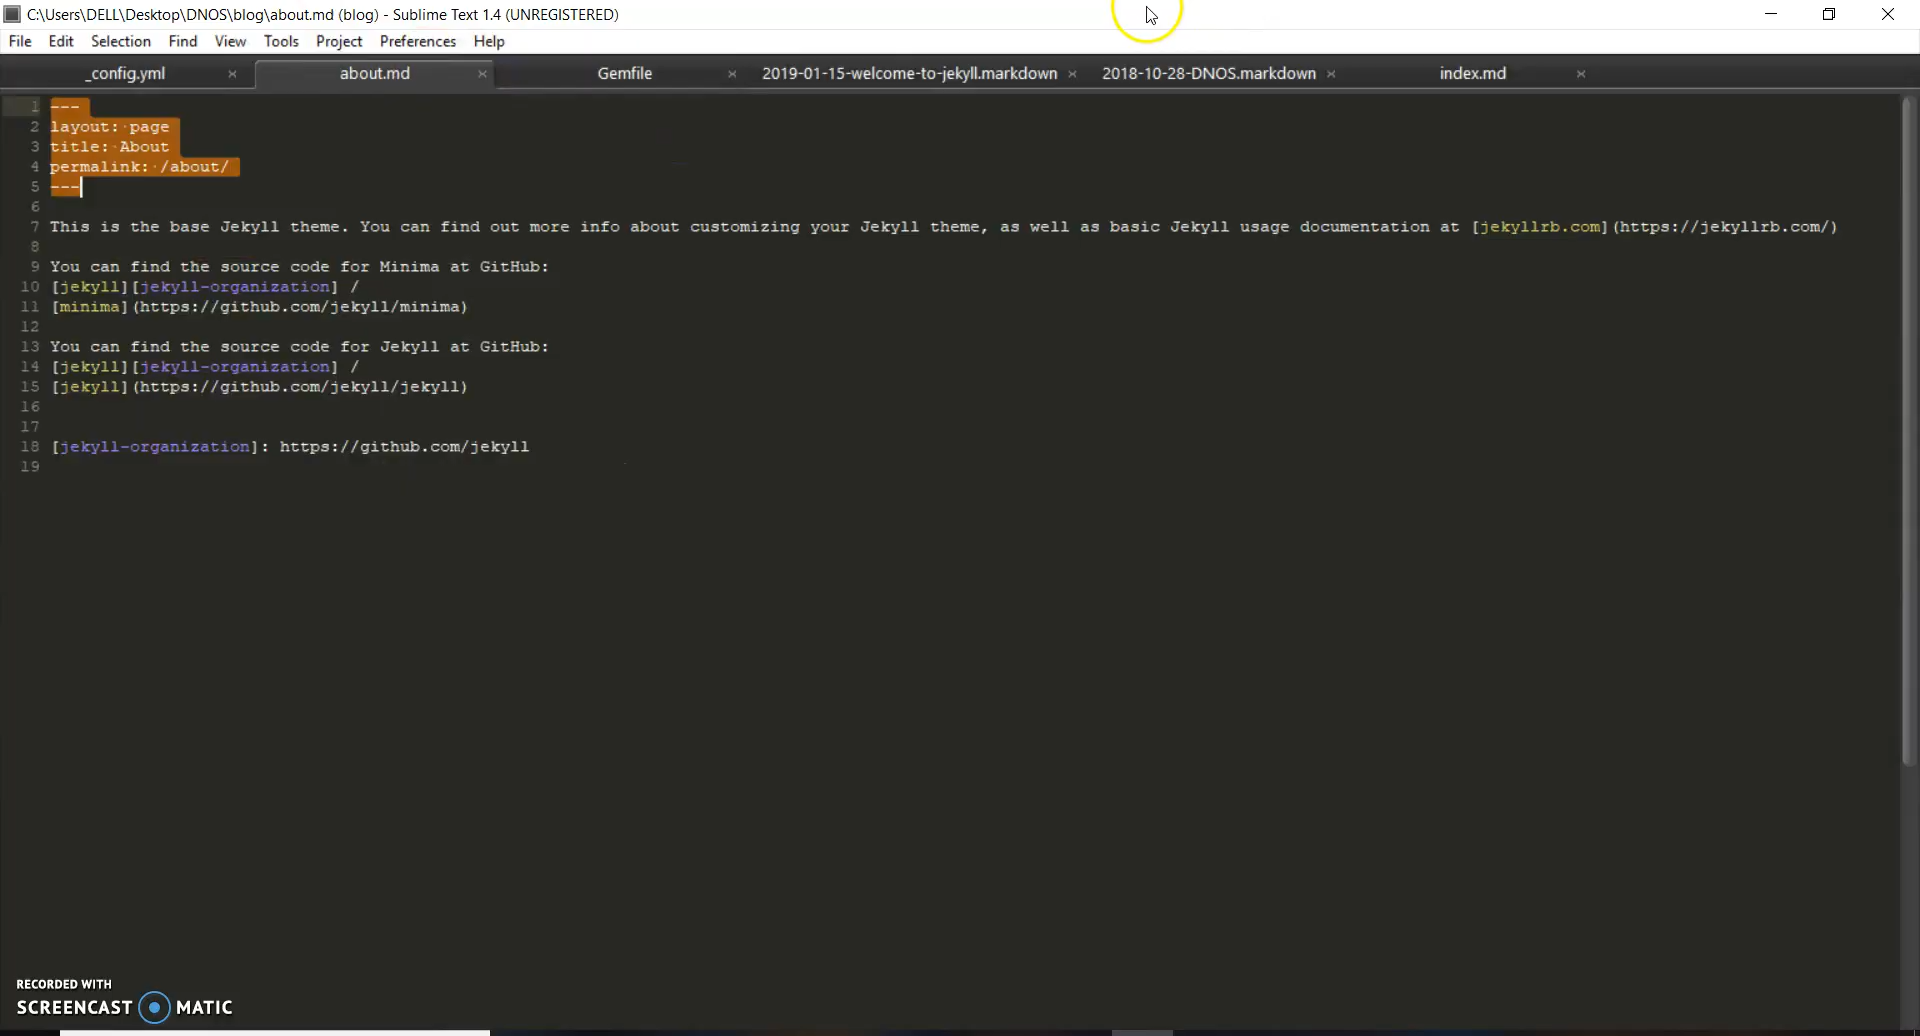 C:\Users\DELL\Desktop\DNOS\blog\about.md (blog) - Sublime Text 1.4 (UNREGISTERED)
File Edit Selection Find View Tools Project Preferences Help
_config.yml × about.md × Gemfile × 2019-01-15-welcome-to-jekyll.markdown × 2018-10-28-DNOS.markdown × index.md ×
1 ---
2 layout: page
3 title: About
4 permalink: /about/
5 ---
6
7 This is the base Jekyll theme. You can find out more info about customizing your Jekyll theme, as well as basic Jekyll usage documentation at [jekyllrb.com](https://jekyllrb.com/)
8
9 You can find the source code for Minima at GitHub:
10 [jekyll][jekyll-organization] /
11 [minima](https://github.com/jekyll/minima)
12
13 You can find the source code for Jekyll at GitHub:
14 [jekyll][jekyll-organization] /
15 [jekyll](https://github.com/jekyll/jekyll)
16
17
18 [jekyll-organization]: https://github.com/jekyll
19
RECORDED WITH
SCREENCAST MATIC